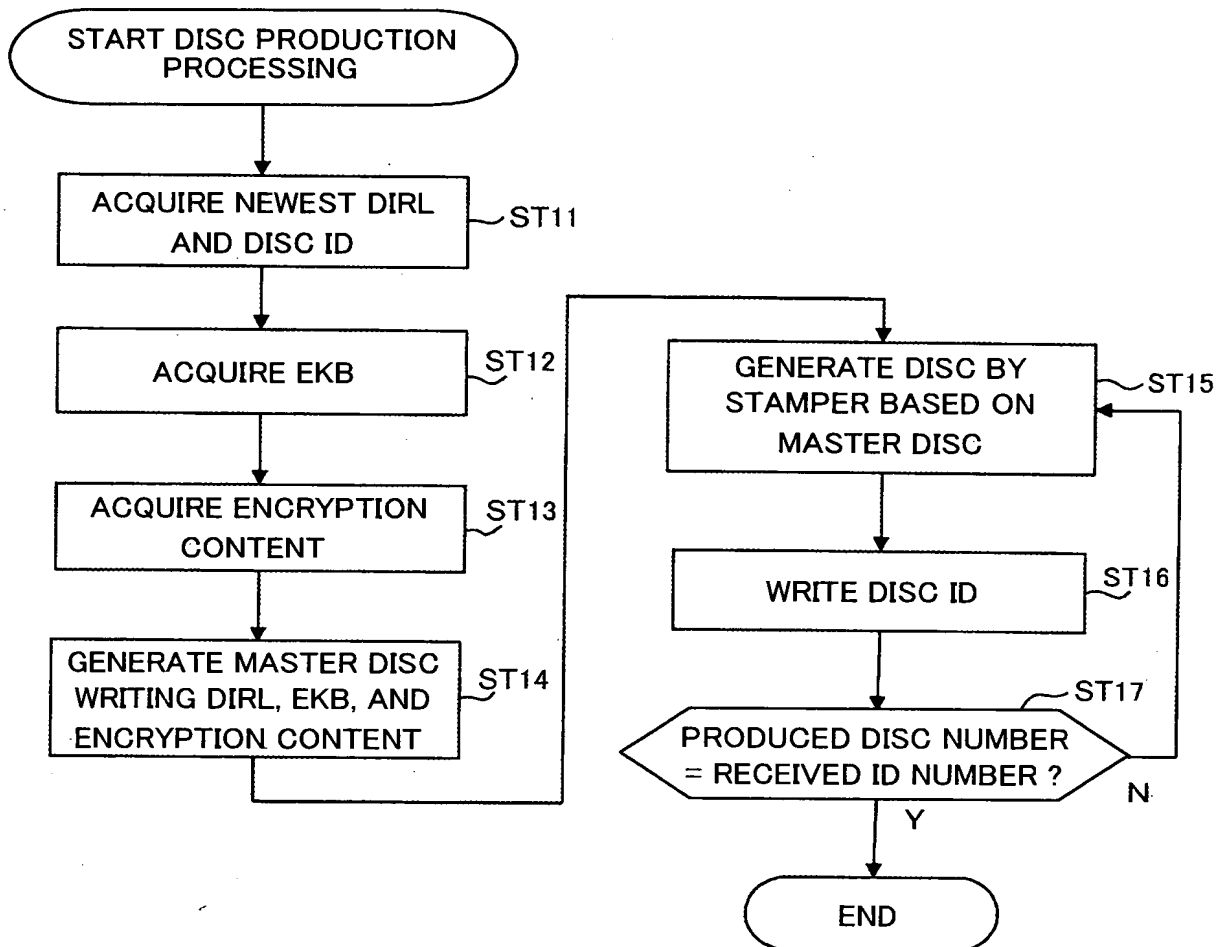 START DISC PRODUCTION
PROCESSING
ACQUIRE NEWEST DIRL
AND DISC ID
ST11
ACQUIRE EKB
ST12
ACQUIRE ENCRYPTION
CONTENT
ST13
GENERATE MASTER DISC
WRITING DIRL, EKB, AND
ENCRYPTION CONTENT
ST14
GENERATE DISC BY
STAMPER BASED ON
MASTER DISC
ST15
WRITE DISC ID
ST16
ST17
PRODUCED DISC NUMBER
= RECEIVED ID NUMBER ?
N
Y
END